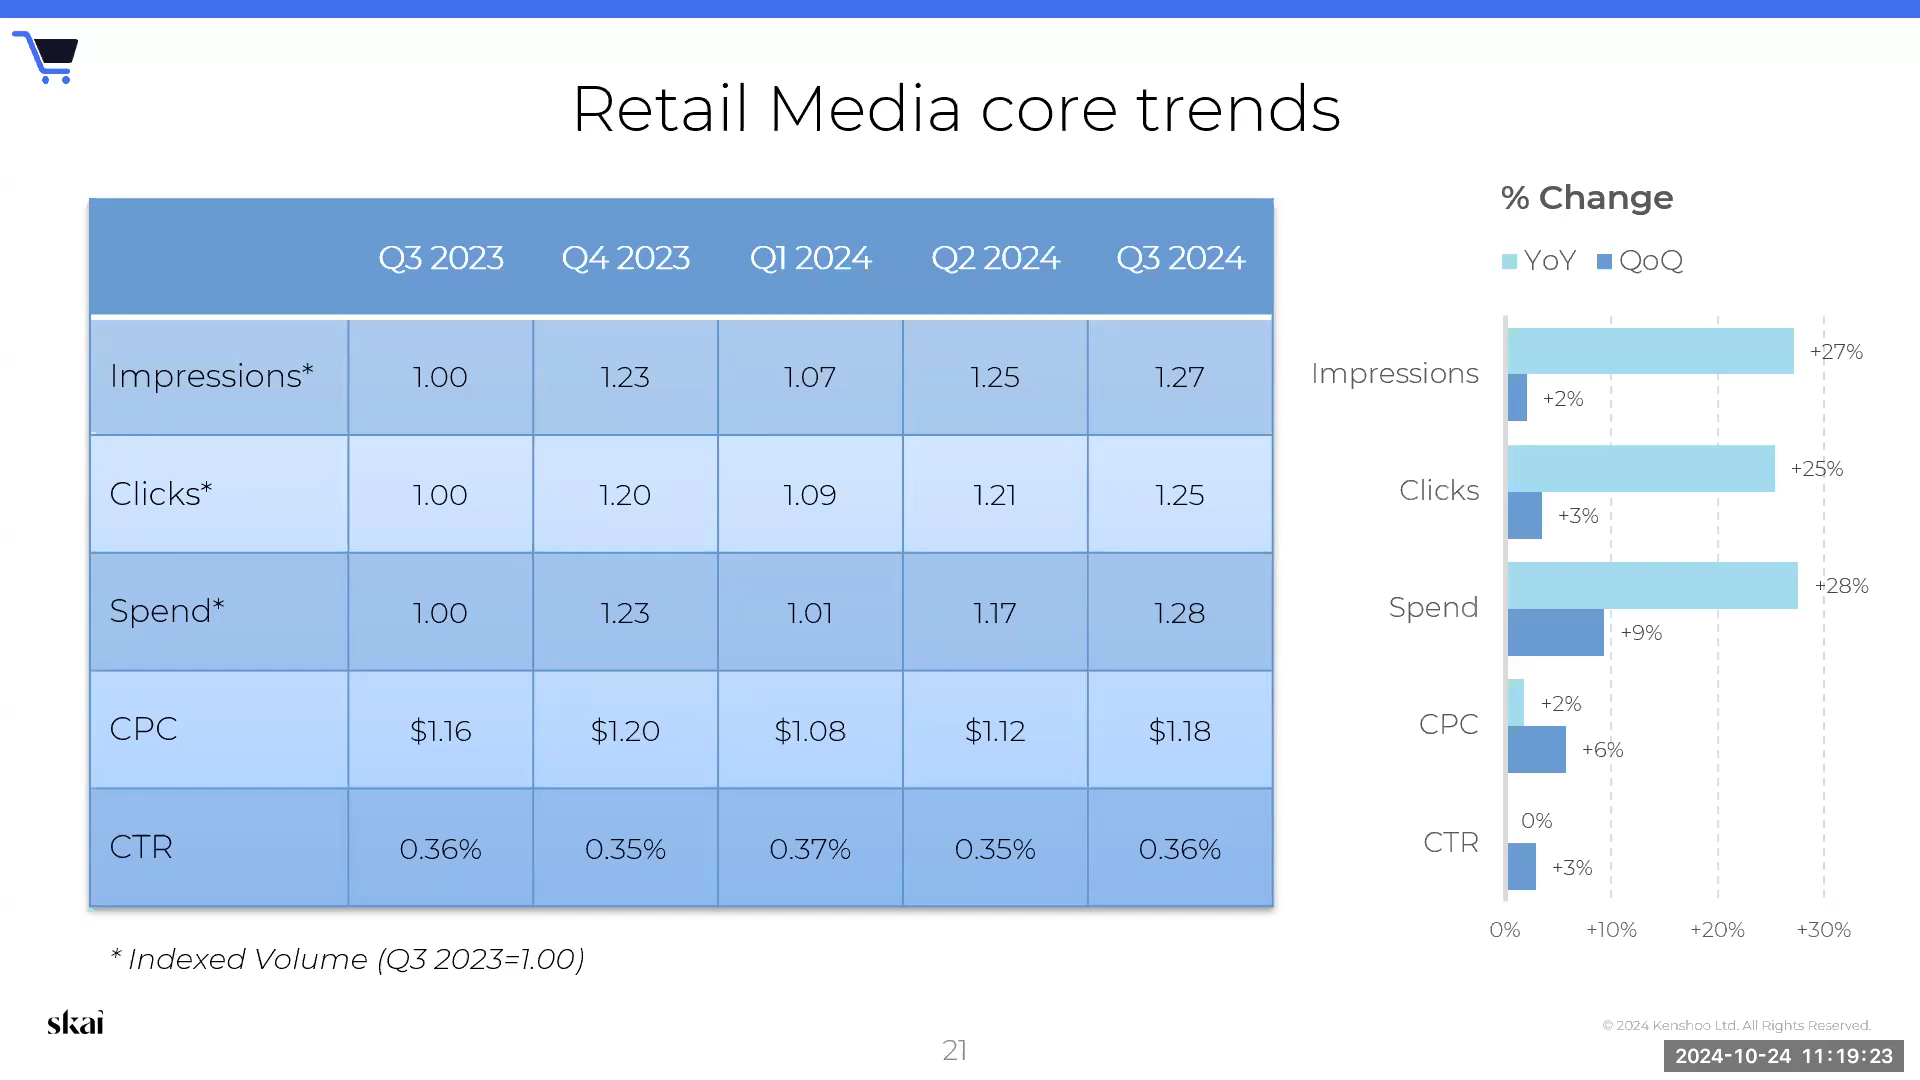 Retail Media core trends
Q3 2023 Q4 2023 Q1 2024 Q2 2024 Q3 2024
Impressions* 1.00 1.23 1.07 1.25 1.27
Clicks* 1.00 1.20 1.09 1.21 1.25
Spend* 1.00 1.23 1.01 1.17 1.28
CPC $1.16 $1.20 $1.08 $1.12 $1.18
CTR 0.36% 0.35% 0.37% 0.35% 0.36%
* Indexed Volume (Q3 2023=1.00)
% Change
YoY QoQ
Impressions +27% +2%
Clicks +25% +3%
Spend +28% +9%
CPC +2% +6%
CTR 0% +3%
0% +10% +20% +30%
skai
21
© 2024 Kenshoo Ltd. All Rights Reserved.
2024-10-24 11:19:23